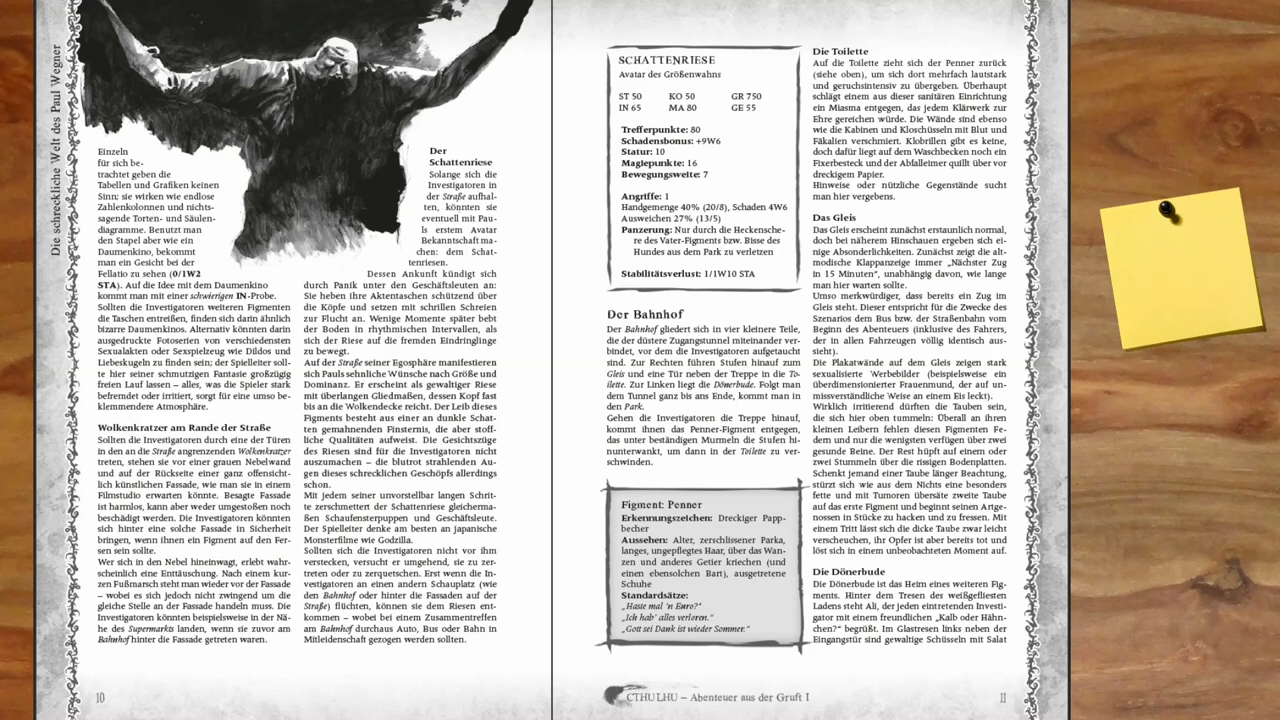 Die schreckliche Welt des Paul Wegner
Einzeln
für sich be-
trachtet geben die
Tabellen und Grafiken keinen
Sinn; sie wirken wie endlose
Zahlenkolonnen und nichts-
sagende Torten- und Säulen-
diagramme. Benutzt man
den Stapel aber wie ein
Daumenkino, bekommt
man ein Gesicht bei der
Fellatio zu sehen (0/1W2
STA). Auf die Idee mit dem Daumenkino
kommt man mit einer schwierigen IN-Probe.
Sollten die Investigatoren weiteren Figmenten
die Taschen entreißen, finden sich darin ähnlich
bizarre Daumenkinos. Alternativ könnten darin
ausgedruckte Fotoserien von verschiedensten
Sexualakten oder Sexspielzeug wie Dildos und
Liebeskugeln zu finden sein; der Spielleiter soll-
te hier seiner schmutzigen Fantasie großzügig
freien Lauf lassen – alles, was die Spieler stark
befremdet oder irritiert, sorgt für eine umso be-
klemmendere Atmosphäre.
Wolkenkratzer am Rande der Straße
Sollten die Investigatoren durch eine der Türen
in den an die Straße angrenzenden Wolkenkratzer
treten, stehen sie vor einer grauen Nebelwand
und auf der Rückseite einer ganz offensicht-
lich künstlichen Fassade, wie man sie in einem
Filmstudio erwarten könnte. Besagte Fassade
ist harmlos, kann aber weder umgestoßen noch
beschädigt werden. Die Investigatoren könnten
sich hinter eine solche Fassade in Sicherheit
bringen, wenn ihnen ein Figment auf den Fer-
sen sein sollte.
Wer sich in den Nebel hineinwagt, erlebt wahr-
scheinlich eine Enttäuschung. Nach einem kur-
zen Fußmarsch steht man wieder vor der Fassade
– wobei es sich jedoch nicht zwingend um die
gleiche Stelle an der Fassade handeln muss. Die
Investigatoren könnten beispielsweise in der Nä-
he des Supermarkts landen, wenn sie zuvor am
Bahnhof hinter die Fassade getreten waren.
Der
Schattenriese
Solange sich die
Investigatoren in
der Straße aufhal-
ten, könnten sie
eventuell mit Pau-
ls erstem Avatar
Bekanntschaft ma-
chen: dem Schat-
tenriesen.
Dessen Ankunft kündigt sich
durch Panik unter den Geschäftsleuten an:
Sie heben ihre Aktentaschen schützend über
die Köpfe und setzen mit schrillen Schreien
zur Flucht an. Wenige Momente später bebt
der Boden in rhythmischen Intervallen, als
sich der Riese auf die fremden Eindringlinge
zu bewegt.
Auf der Straße seiner Egosphäre manifestieren
sich Pauls sehnliche Wünsche nach Größe und
Dominanz. Er erscheint als gewaltiger Riese
mit überlangen Gliedmaßen, dessen Kopf fast
bis an die Wolkendecke reicht. Der Leib dieses
Figments besteht aus einer an dunkle Schat-
ten gemahnenden Finsternis, die aber stoff-
liche Qualitäten aufweist. Die Gesichtszüge
des Riesen sind für die Investigatoren nicht
auszumachen – die blutrot strahlenden Au-
gen dieses schrecklichen Geschöpfs allerdings
schon.
Mit jedem seiner unvorstellbar langen Schrit-
te zerschmettert der Schattenriese gleicherma-
ßen Schaufensterpuppen und Geschäftsleute.
Der Spielleiter denke am besten an japanische
Monsterfilme wie Godzilla.
Sollten sich die Investigatoren nicht vor ihm
verstecken, versucht er umgehend, sie zu zer-
treten oder zu zerquetschen. Erst wenn die In-
vestigatoren an einen andern Schauplatz (wie
den Bahnhof oder hinter die Fassaden auf der
Straße) flüchten, können sie dem Riesen ent-
kommen – wobei bei einem Zusammentreffen
am Bahnhof durchaus Auto, Bus oder Bahn in
Mitleidenschaft gezogen werden sollten.
10
SCHATTENRIESE
Avatar des Größenwahns
ST 50 KO 50 GR 750
IN 65 MA 80 GE 55
Trefferpunkte: 80
Schadensbonus: +9W6
Statur: 10
Magiepunkte: 16
Bewegungsweite: 7
Angriffe: 1
Handgemenge 40% (20/8), Schaden 4W6
Ausweichen 27% (13/5)
Panzerung: Nur durch die Heckensche-
re des Vater-Figments bzw. Bisse des
Hundes aus dem Park zu verletzen
Stabilitätsverlust: 1/1W10 STA
Der Bahnhof
Der Bahnhof gliedert sich in vier kleinere Teile,
die der düstere Zugangstunnel miteinander ver-
bindet, vor dem die Investigatoren aufgetaucht
sind. Zur Rechten führen Stufen hinauf zum
Gleis und eine Tür neben der Treppe in die To-
ilette. Zur Linken liegt die Dönerbude. Folgt man
dem Tunnel ganz bis ans Ende, kommt man in
den Park.
Gehen die Investigatoren die Treppe hinauf,
kommt ihnen das Penner-Figment entgegen,
das unter beständigen Murmeln die Stufen hi-
nunterwankt, um dann in der Toilette zu ver-
schwinden.
Figment: Penner
Erkennungszeichen: Dreckiger Papp-
becher
Aussehen: Alter, zerschlissener Parka,
langes, ungepflegtes Haar, über das Wan-
zen und anderes Getier kriechen (und
einen ebensolchen Bart), ausgetretene
Schuhe
Standardsätze:
„Haste mal 'n Euro?“
„Ich hab' alles verloren.“
„Gott sei Dank ist wieder Sommer.“
Die Toilette
Auf die Toilette zieht sich der Penner zurück
(siehe oben), um sich dort mehrfach lautstark
und geruchsintensiv zu übergeben. Überhaupt
schlägt einem aus dieser sanitären Einrichtung
ein Miasma entgegen, das jedem Klärwerk zur
Ehre gereichen würde. Die Wände sind ebenso
wie die Kabinen und Kloschüsseln mit Blut und
Fäkalien verschmiert. Klobrillen gibt es keine,
doch dafür liegt auf dem Waschbecken noch ein
Fixerbesteck und der Abfalleimer quillt über vor
dreckigem Papier.
Hinweise oder nützliche Gegenstände sucht
man hier vergebens.
Das Gleis
Das Gleis erscheint zunächst erstaunlich normal,
doch bei näherem Hinschauen ergeben sich ei-
nige Absonderlichkeiten. Zunächst zeigt die alt-
modische Klappanzeige immer „Nächster Zug
in 15 Minuten“, unabhängig davon, wie lange
man hier warten sollte.
Umso merkwürdiger, dass bereits ein Zug im
Gleis steht. Dieser entspricht für die Zwecke des
Szenarios dem Bus bzw. der Straßenbahn vom
Beginn des Abenteuers (inklusive des Fahrers,
der in allen Fahrzeugen völlig identisch aus-
sieht).
Die Plakatwände auf dem Gleis zeigen stark
sexualisierte Werbebilder (beispielsweise ein
überdimensionierter Frauenmund, der auf un-
missverständliche Weise an einem Eis leckt).
Wirklich irritierend dürften die Tauben sein,
die sich hier oben tummeln: Überall an ihren
kleinen Leibern fehlen diesen Figmenten Fe-
dern und nur die wenigsten verfügen über zwei
gesunde Beine. Der Rest hüpft auf einem oder
zwei Stummeln über die rissigen Bodenplatten.
Schenkt jemand einer Taube länger Beachtung,
stürzt sich wie aus dem Nichts eine besonders
fette und mit Tumoren übersäte zweite Taube
auf das erste Figment und beginnt seinen Artge-
nossen in Stücke zu hacken und zu fressen. Mit
einem Tritt lässt sich die dicke Taube zwar leicht
verscheuchen, ihr Opfer ist aber bereits tot und
löst sich in einem unbeobachteten Moment auf.
Die Dönerbude
Die Dönerbude ist das Heim eines weiteren Fig-
ments. Hinter dem Tresen des weißgefliesten
Ladens steht Ali, der jeden eintretenden Investi-
gator mit einem freundlichen „Kalb oder Hähn-
chen?“ begrüßt. Im Glastresen links neben der
Eingangstür sind gewaltige Schüsseln mit Salat
CTHULHU – Abenteuer aus der Gruft I
11